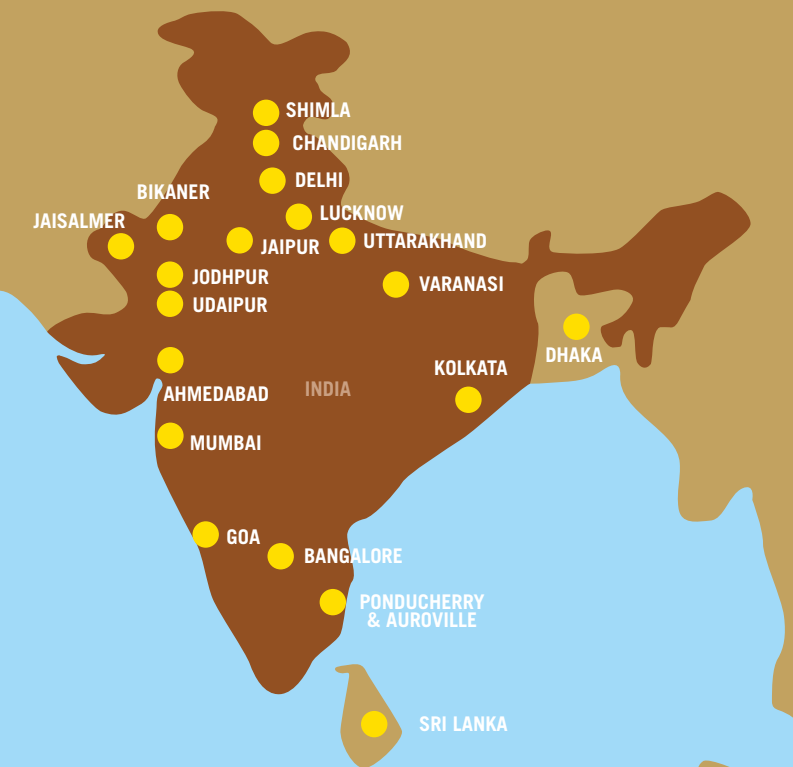 SHIMLA
CHANDIGARH
DELHI
BIKANER
LUCKNOW
JAISALMER
JAIPUR
UTTARAKHAND
JODHPUR
VARANASI
UDAIPUR
DHAKA
KOLKATA
INDIA
AHMEDABAD
MUMBAI
GOA
BANGALORE
PONDUCHERRY
& AUROVILLE
SRI LANKA